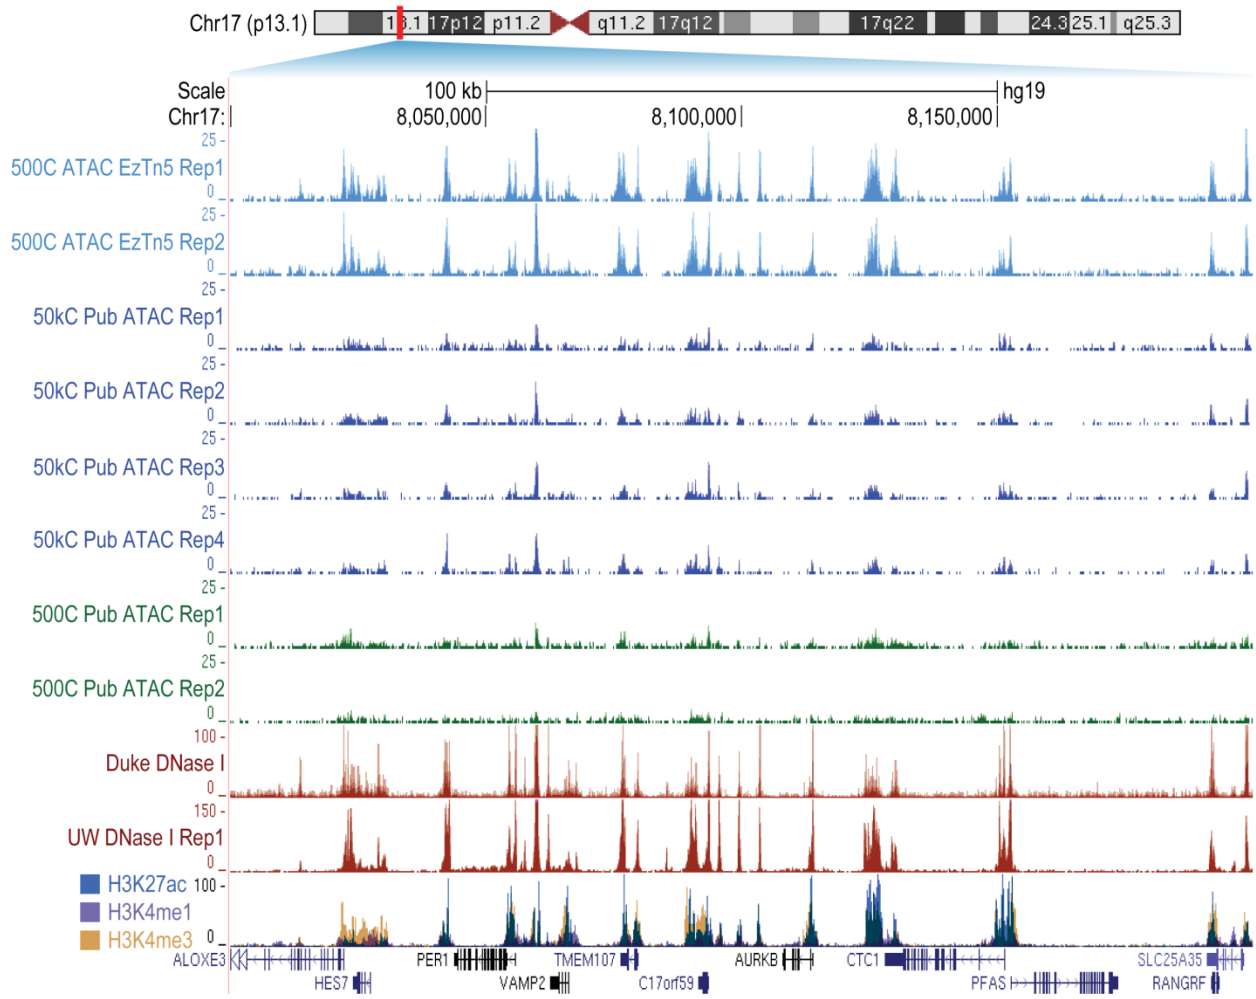 Chr17 (p13.1) 13.1 17p12 p11.2 q11.2 17q12 17q22 24.3 25.1 q25.3
Scale 100 kb hg19
Chr17: 8,050,000 8,100,000 8,150,000
25
500C ATAC EzTn5 Rep1
0
25
500C ATAC EzTn5 Rep2
0
25
50kC Pub ATAC Rep1
0
25
50kC Pub ATAC Rep2
0
25
50kC Pub ATAC Rep3
0
25
50kC Pub ATAC Rep4
0
25
500C Pub ATAC Rep1
0
25
500C Pub ATAC Rep2
0
100
Duke DNase I
0
150
UW DNase I Rep1
0
H3K27ac 100
H3K4me1
H3K4me3 0
ALOXE3 PER1 TMEM107 AURKB CTC1 SLC25A35
HES7 VAMP2 C17orf59 PFAS RANGRF